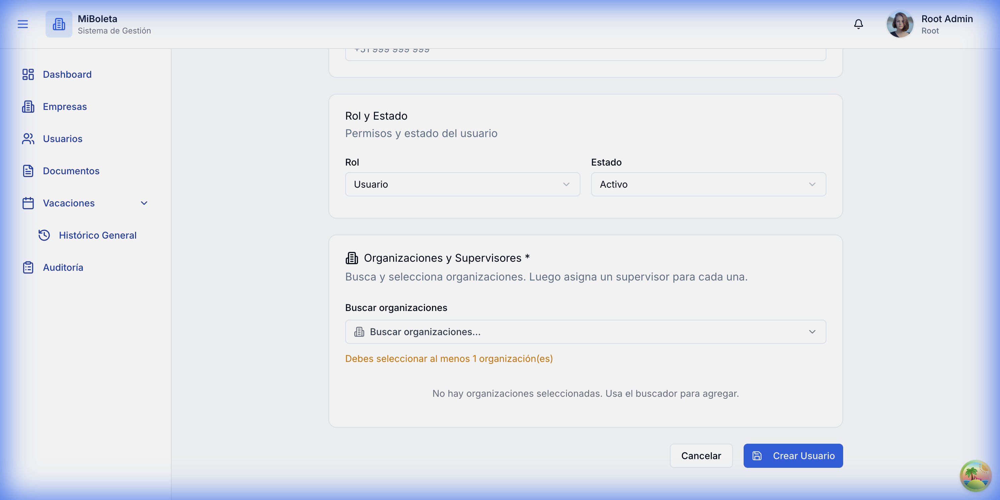 MiBoleta
Sistema de Gestión
Root Admin
Root
Dashboard
Empresas
Usuarios
Documentos
Vacaciones
Histórico General
Auditoría
+51 999 999 999
Rol y Estado
Permisos y estado del usuario
Rol
Estado
Usuario
Activo
Organizaciones y Supervisores *
Busca y selecciona organizaciones. Luego asigna un supervisor para cada una.
Buscar organizaciones
Buscar organizaciones...
Debes seleccionar al menos 1 organización(es)
No hay organizaciones seleccionadas. Usa el buscador para agregar.
Cancelar
Crear Usuario